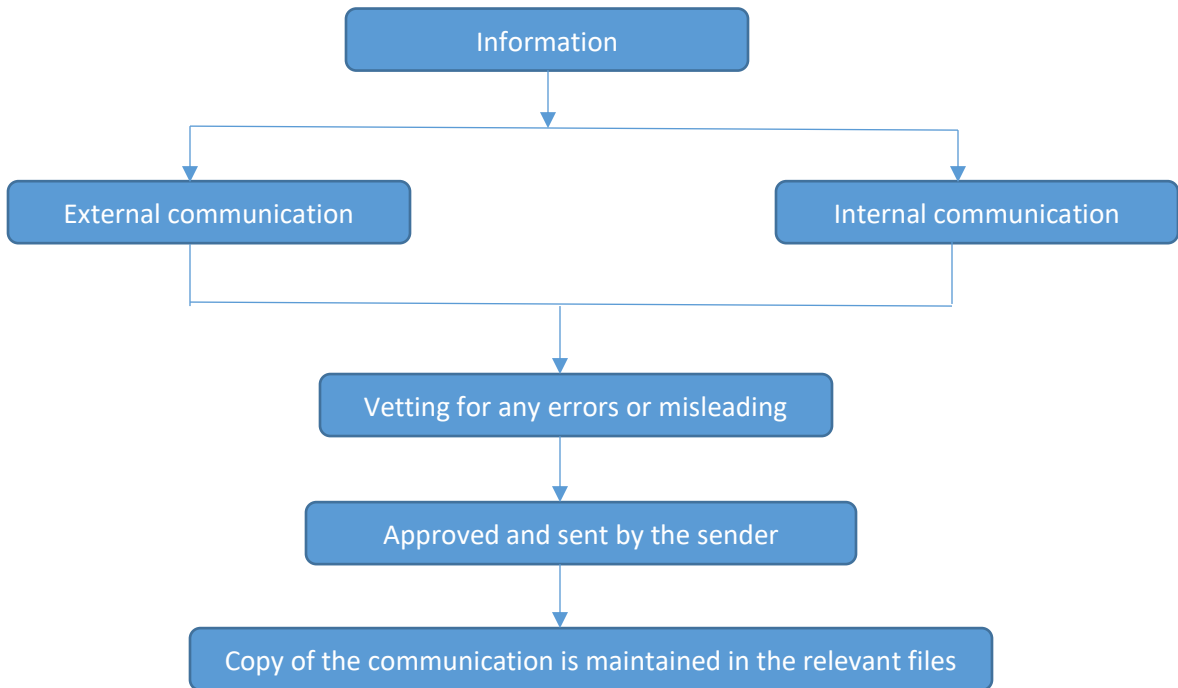 Information
External communication
Internal communication
Vetting for any errors or misleading
Approved and sent by the sender
Copy of the communication is maintained in the relevant files